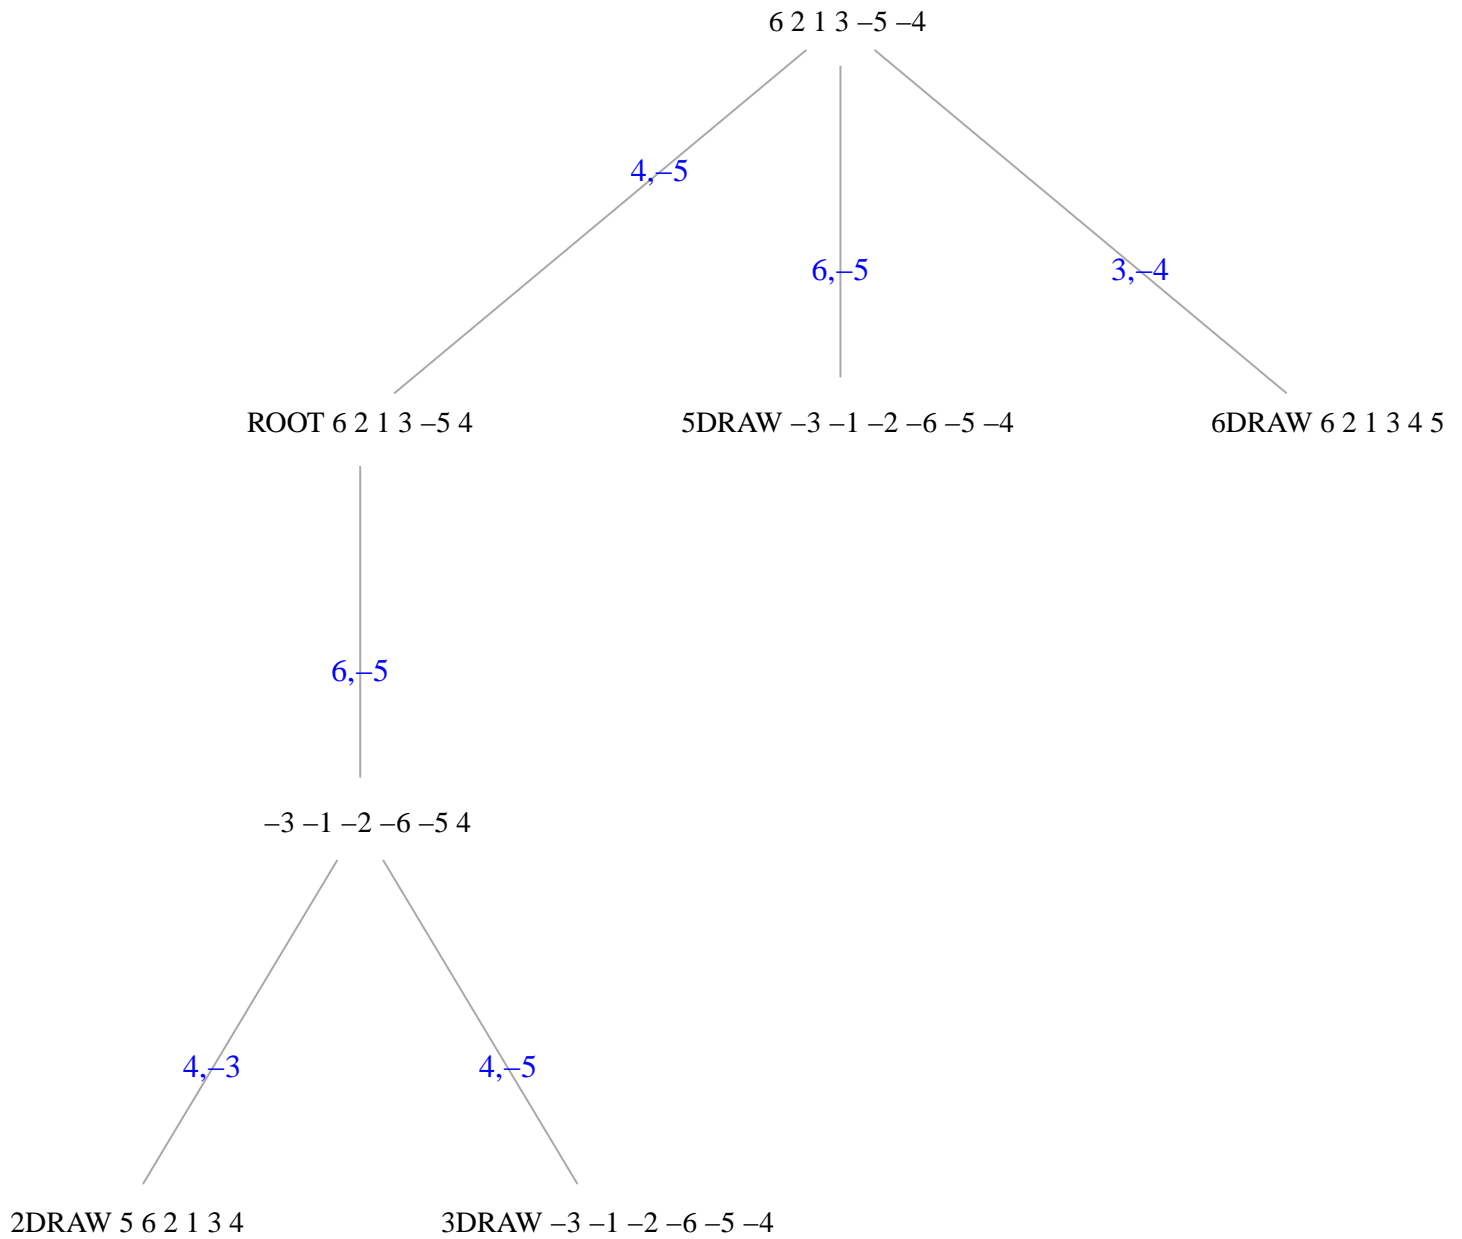 6 2 1 3 –5 –4
4,–5
6,–5
3,–4
ROOT 6 2 1 3 –5 4
5DRAW –3 –1 –2 –6 –5 –4
6DRAW 6 2 1 3 4 5
6,–5
–3 –1 –2 –6 –5 4
4,–3
4,–5
2DRAW 5 6 2 1 3 4
3DRAW –3 –1 –2 –6 –5 –4